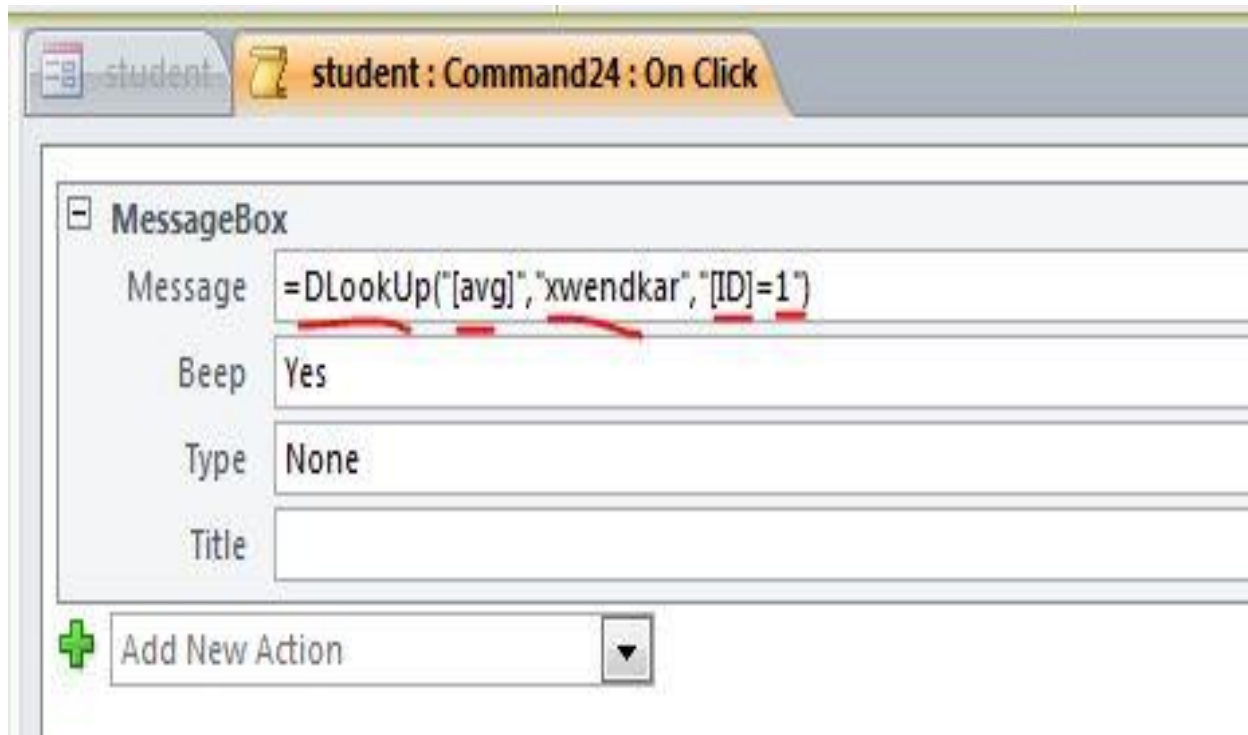 student student : Command24 : On Click
MessageBox
Message =DLookUp("[avg]","xwendkar","[ID]=1")
Beep Yes
Type None
Title
Add New Action